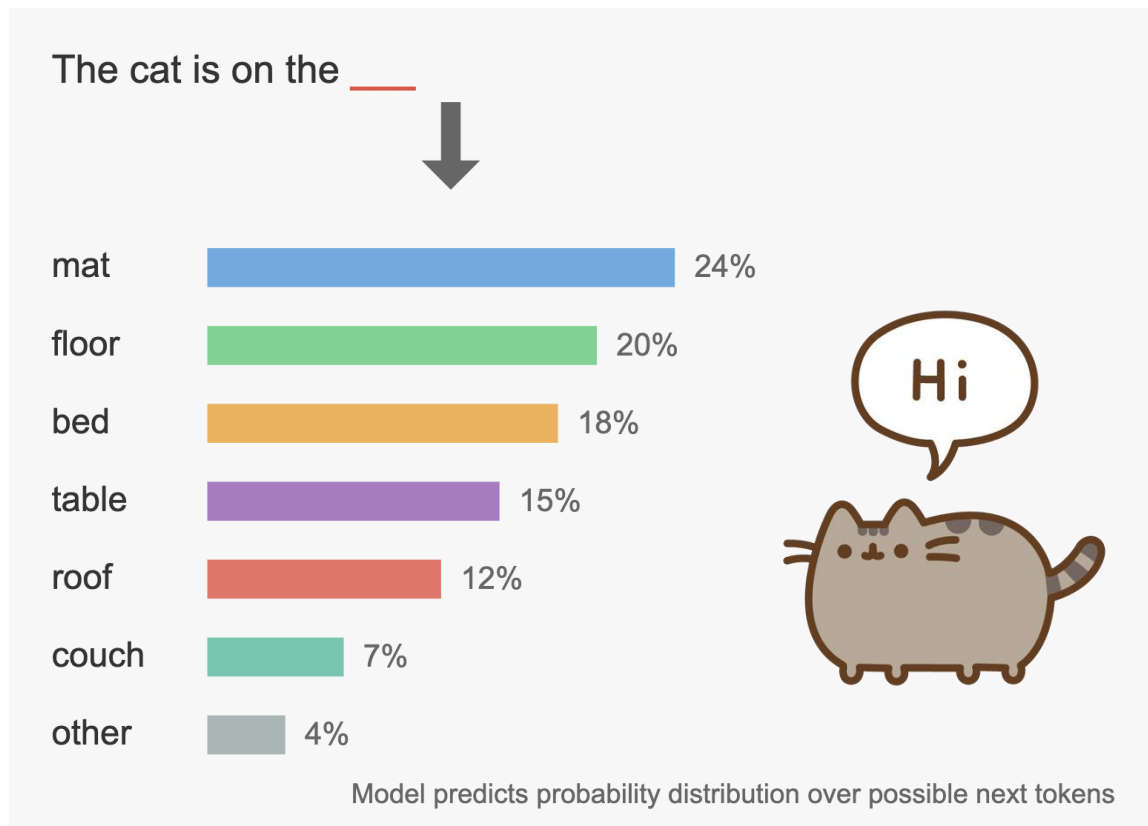 The cat is on the ____
mat 24%
floor 20%
bed 18%
Hi
table 15%
roof 12%
couch 7%
other 4%
Model predicts probability distribution over possible next tokens